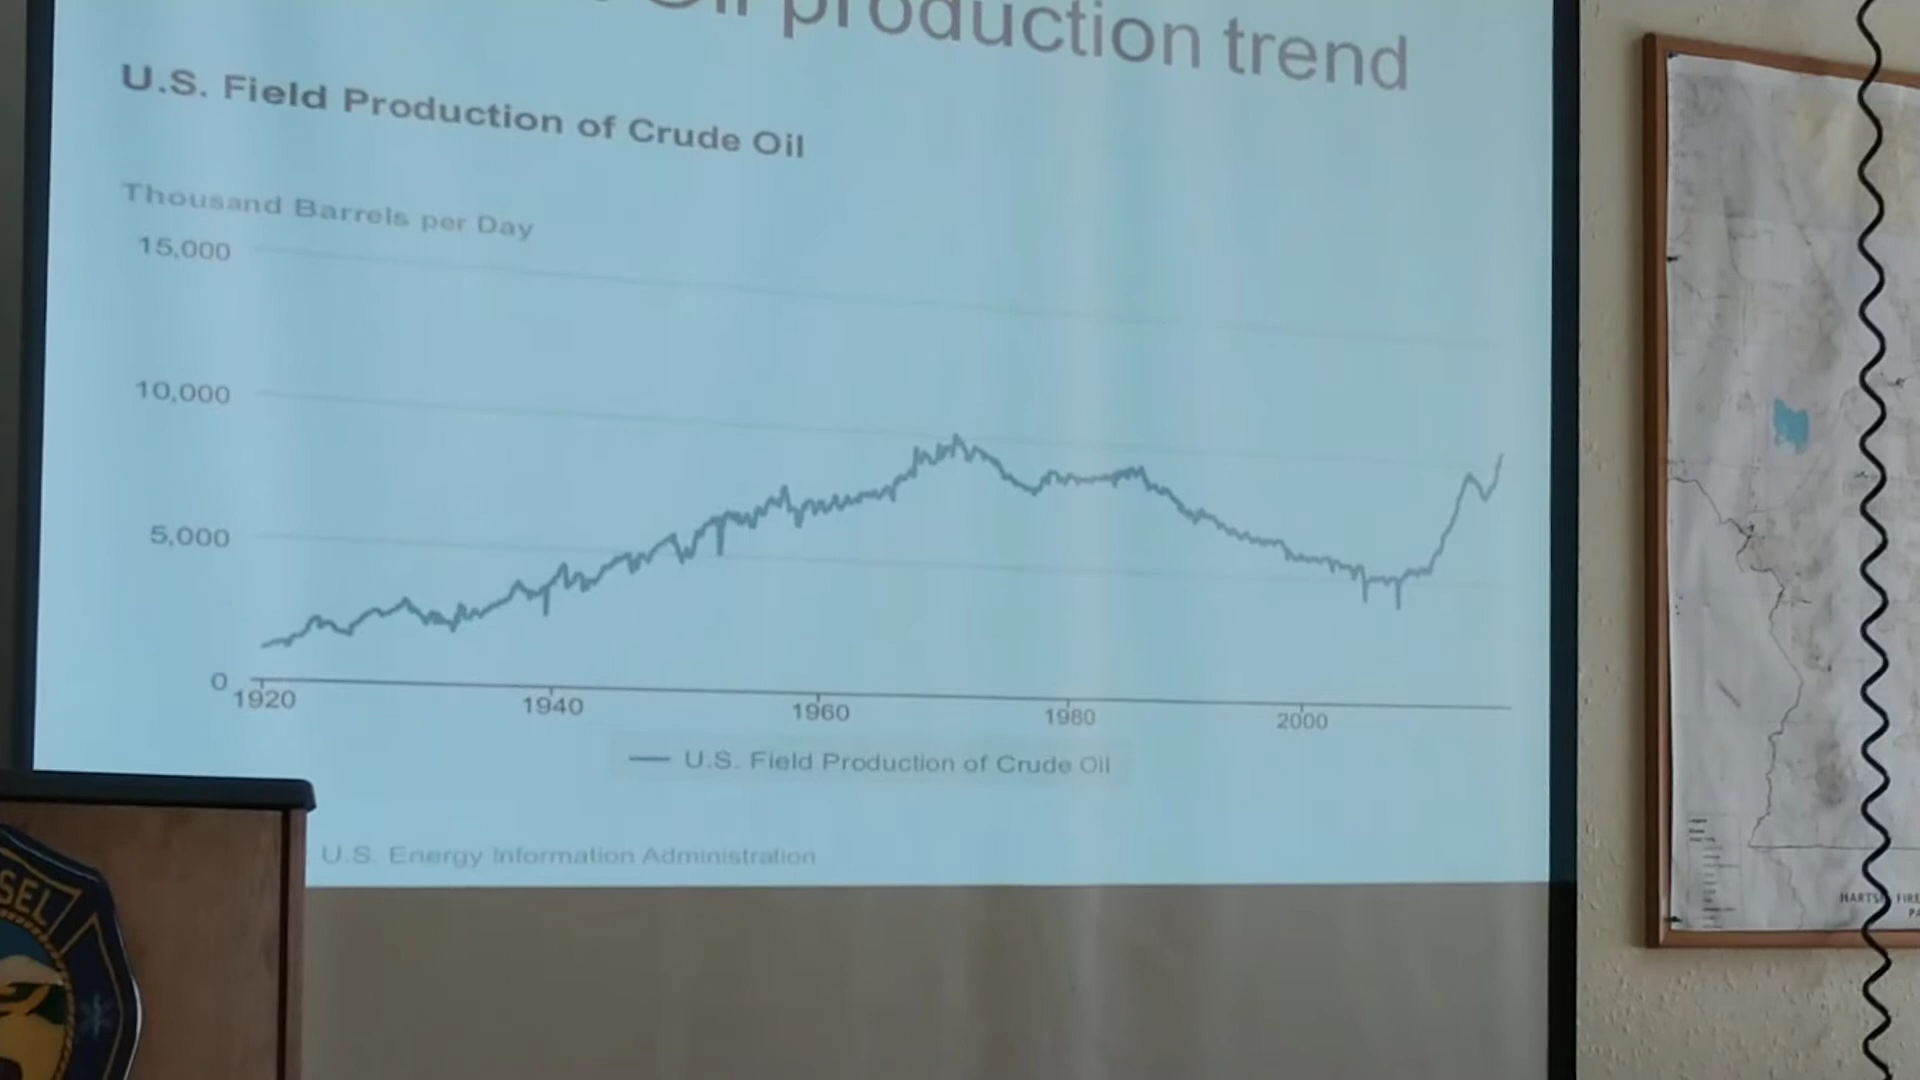 production trend
U.S. Field Production of Crude Oil
Thousand Barrels per Day
15,000
10,000
5,000
0
1920 1940 1960 1980 2000
U.S. Field Production of Crude Oil
U.S. Energy Information Administration
SEL